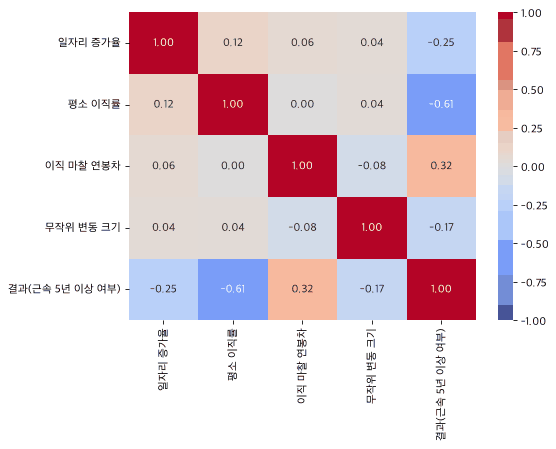 일자리 증가율 1.00 0.12 0.06 0.04 -0.25
평소 이직률 0.12 1.00 0.00 0.04 -0.61
이직 마찰 연봉차 0.06 0.00 1.00 -0.08 0.32
무작위 변동 크기 0.04 0.04 -0.08 1.00 -0.17
결과(근속 5년 이상 여부) -0.25 -0.61 0.32 -0.17 1.00
일자리 증가율
평소 이직률
이직 마찰 연봉차
무작위 변동 크기
결과(근속 5년 이상 여부)
1.00
0.75
0.50
0.25
0.00
-0.25
-0.50
-0.75
-1.00